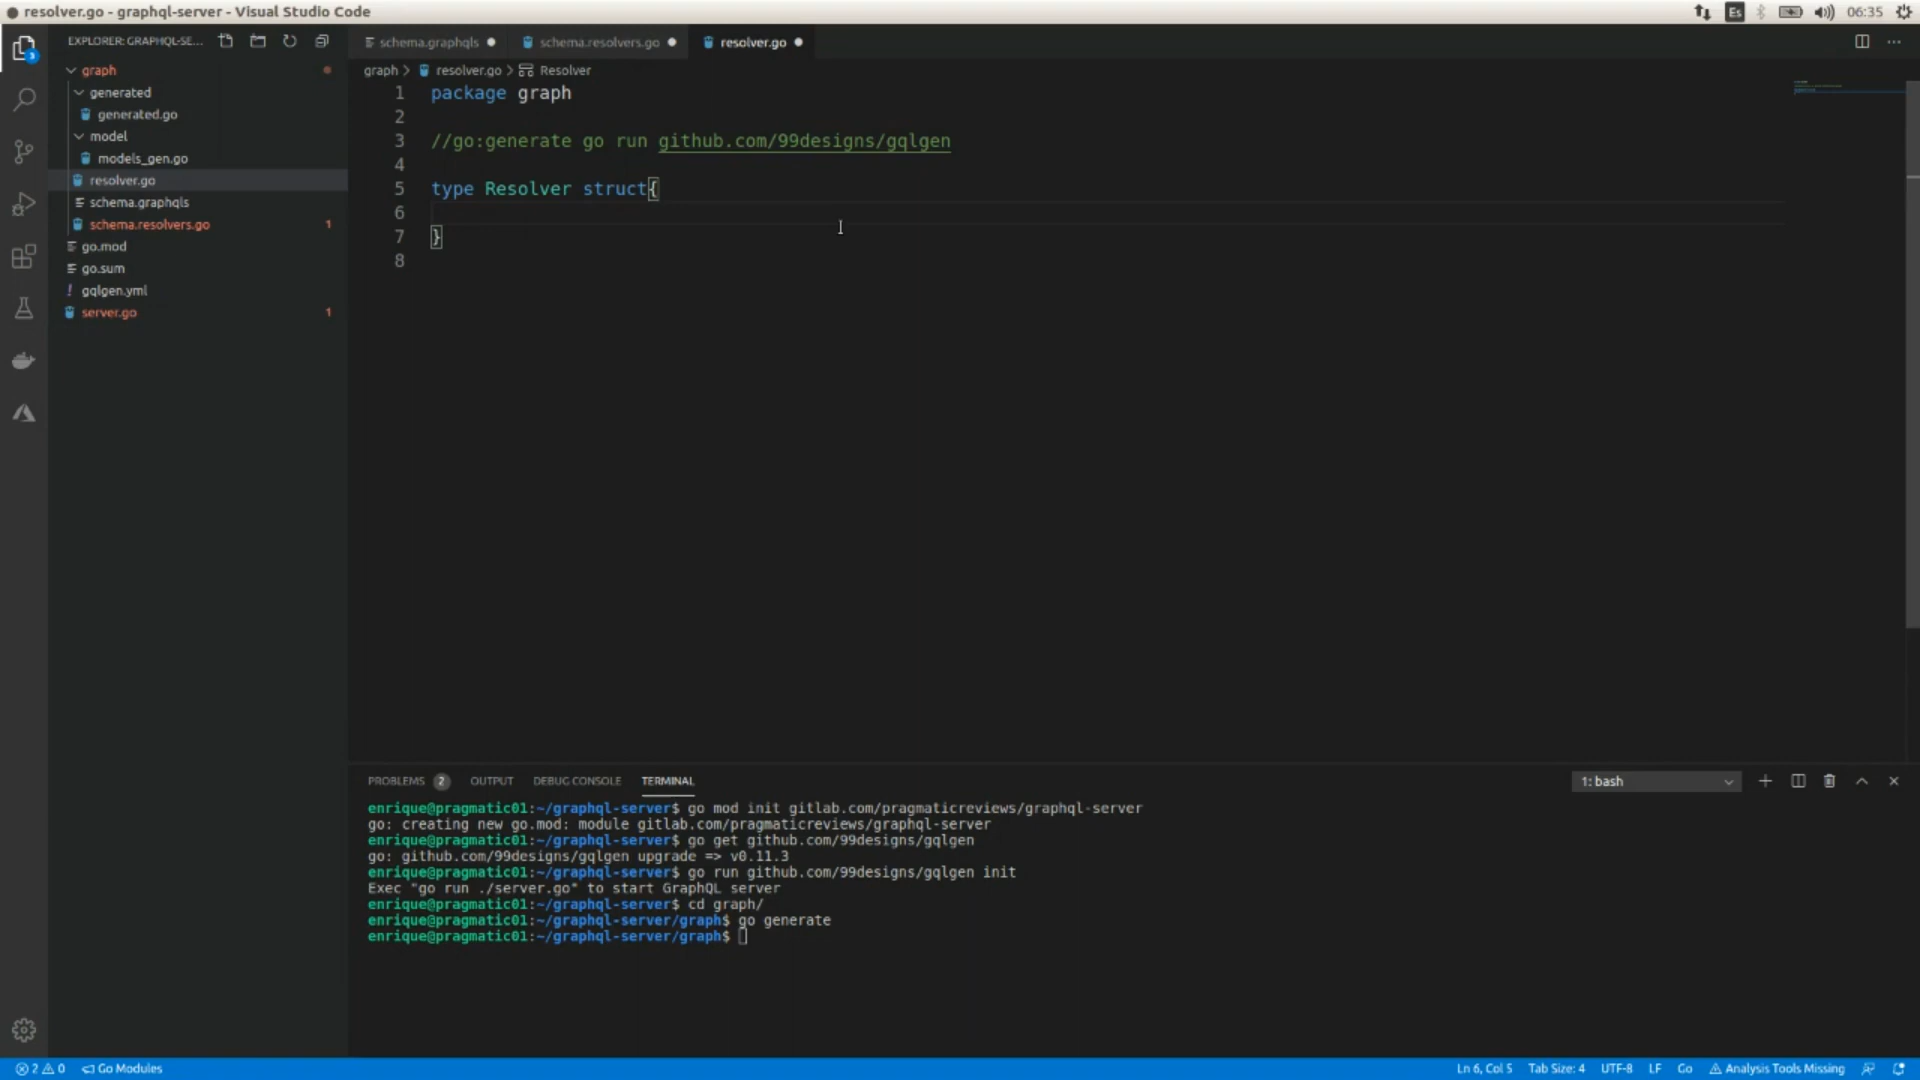 resolver.go - graphql-server - Visual Studio Code
Es
06:35
EXPLORER: GRAPHQL-SE...
schema.graphqls
schema.resolvers.go
resolver.go
graph
generated
generated.go
model
models_gen.go
resolver.go
schema.graphqls
schema.resolvers.go 1
go.mod
go.sum
! gqlgen.yml
server.go 1
3
graph > resolver.go > Resolver
1 package graph
2
3 //go:generate go run github.com/99designs/gqlgen
4
5 type Resolver struct{
6
7 }
8
PROBLEMS 2 OUTPUT DEBUG CONSOLE TERMINAL
1: bash
enrique@pragmatic01:~/graphql-server$ go mod init gitlab.com/pragmaticreviews/graphql-server
go: creating new go.mod: module gitlab.com/pragmaticreviews/graphql-server
enrique@pragmatic01:~/graphql-server$ go get github.com/99designs/gqlgen
go: github.com/99designs/gqlgen upgrade => v0.11.3
enrique@pragmatic01:~/graphql-server$ go run github.com/99designs/gqlgen init
Exec "go run ./server.go" to start GraphQL server
enrique@pragmatic01:~/graphql-server$ cd graph/
enrique@pragmatic01:~/graphql-server/graph$ go generate
enrique@pragmatic01:~/graphql-server/graph$
2 0 Go Modules
Ln 6, Col 5 Tab Size: 4 UTF-8 LF Go Analysis Tools Missing